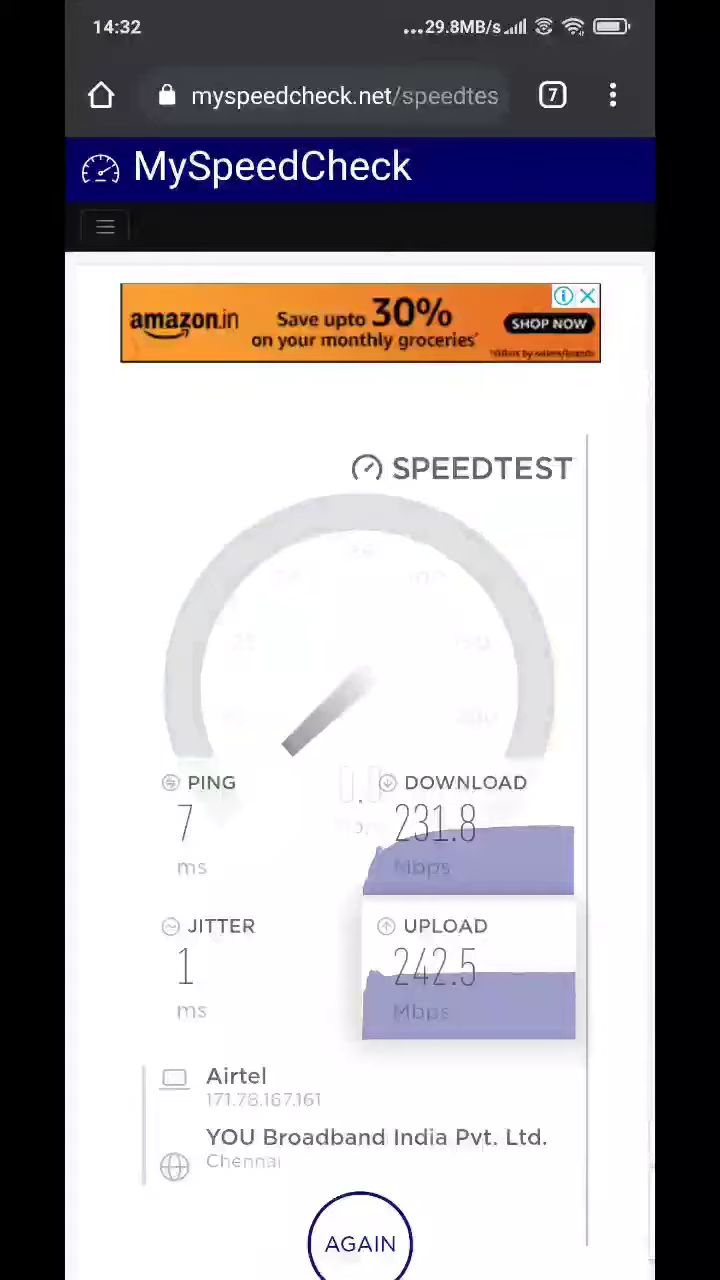 14:32
...29.8MB/s
myspeedcheck.net/speedtes
7
MySpeedCheck
amazon.in
Save upto 30%
on your monthly groceries*
SHOP NOW
SPEEDTEST
PING
7
ms
DOWNLOAD
231.8
Mbps
JITTER
1
ms
UPLOAD
242.5
Mbps
Airtel
171.78.167.161
YOU Broadband India Pvt. Ltd.
Chennai
AGAIN